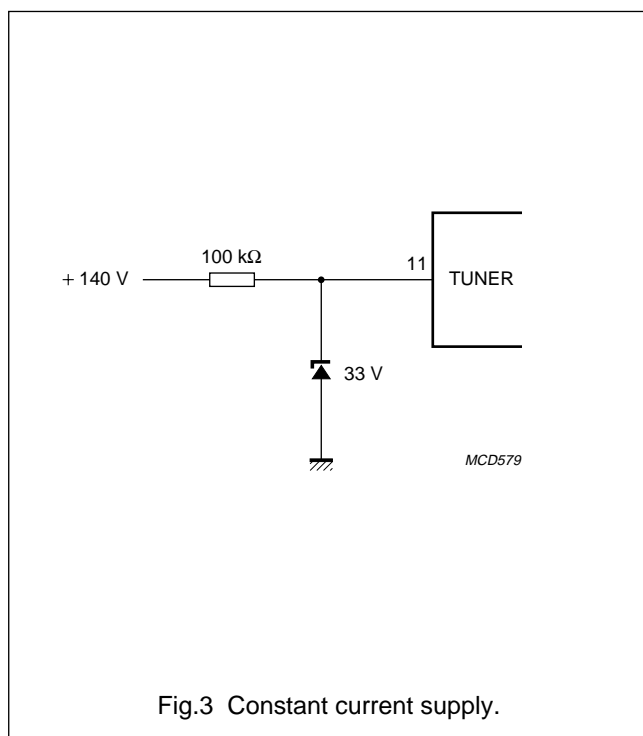 100 kΩ
+ 140 V
11
TUNER
33 V
MCD579
Fig.3 Constant current supply.